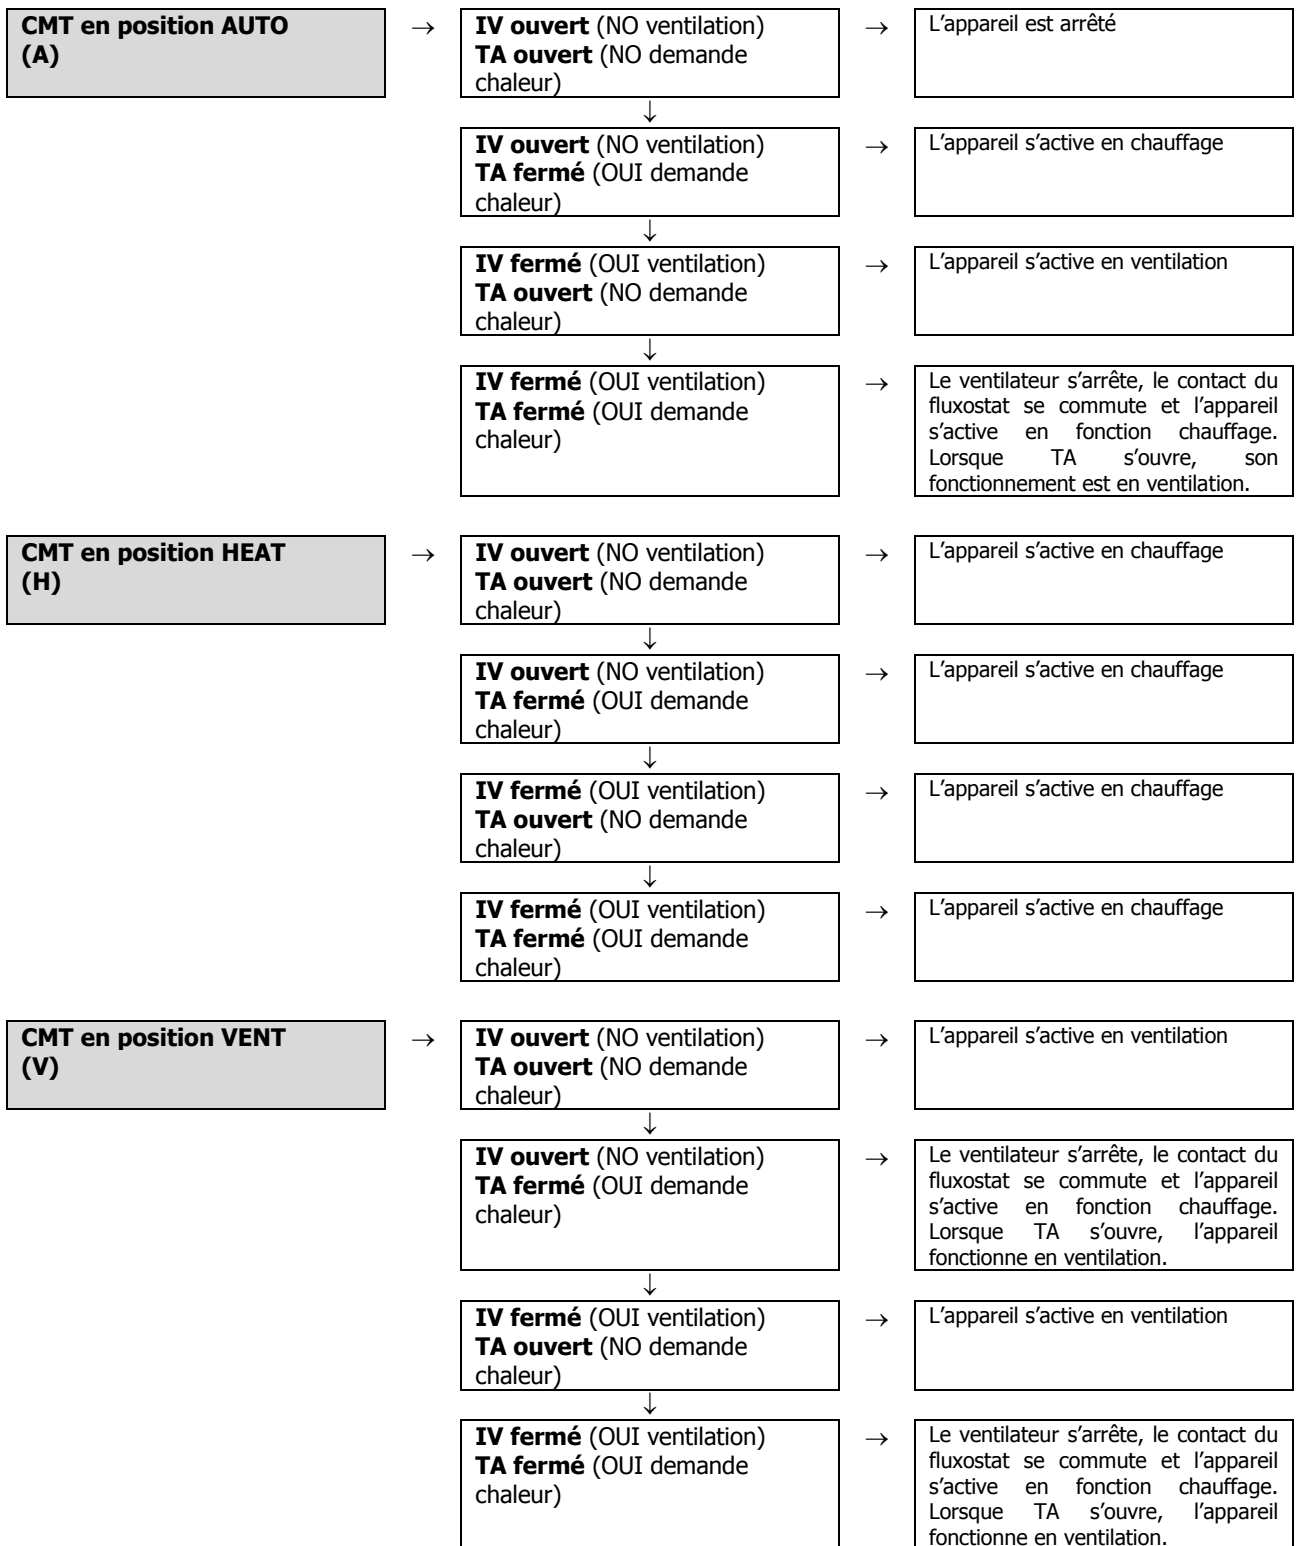 CMT en position AUTO
(A)
→
IV ouvert (NO ventilation)
TA ouvert (NO demande
chaleur)
→
L’appareil est arrêté
↓
IV ouvert (NO ventilation)
TA fermé (OUI demande
chaleur)
→
L’appareil s’active en chauffage
↓
IV fermé (OUI ventilation)
TA ouvert (NO demande
chaleur)
→
L’appareil s’active en ventilation
↓
IV fermé (OUI ventilation)
TA fermé (OUI demande
chaleur)
→
Le ventilateur s’arrête, le contact du
fluxostat se commute et l’appareil
s’active en fonction chauffage.
Lorsque TA s’ouvre, son
fonctionnement est en ventilation.
CMT en position HEAT
(H)
→
IV ouvert (NO ventilation)
TA ouvert (NO demande
chaleur)
→
L’appareil s’active en chauffage
↓
IV ouvert (NO ventilation)
TA fermé (OUI demande
chaleur)
→
L’appareil s’active en chauffage
↓
IV fermé (OUI ventilation)
TA ouvert (NO demande
chaleur)
→
L’appareil s’active en chauffage
↓
IV fermé (OUI ventilation)
TA fermé (OUI demande
chaleur)
→
L’appareil s’active en chauffage
CMT en position VENT
(V)
→
IV ouvert (NO ventilation)
TA ouvert (NO demande
chaleur)
→
L’appareil s’active en ventilation
↓
IV ouvert (NO ventilation)
TA fermé (OUI demande
chaleur)
→
Le ventilateur s’arrête, le contact du
fluxostat se commute et l’appareil
s’active en fonction chauffage.
Lorsque TA s’ouvre, l’appareil
fonctionne en ventilation.
↓
IV fermé (OUI ventilation)
TA ouvert (NO demande
chaleur)
→
L’appareil s’active en ventilation
↓
IV fermé (OUI ventilation)
TA fermé (OUI demande
chaleur)
→
Le ventilateur s’arrête, le contact du
fluxostat se commute et l’appareil
s’active en fonction chauffage.
Lorsque TA s’ouvre, l’appareil
fonctionne en ventilation.